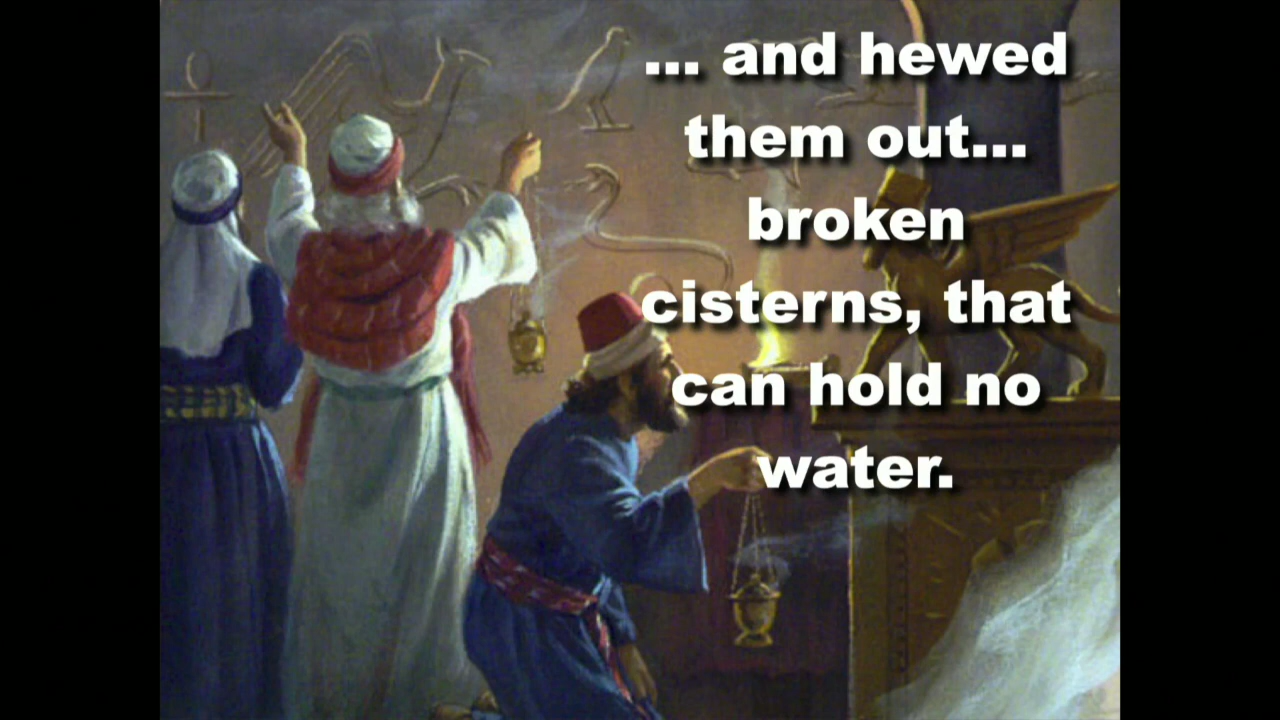 ... and hewed
them out...
broken
cisterns, that
can hold no
water.